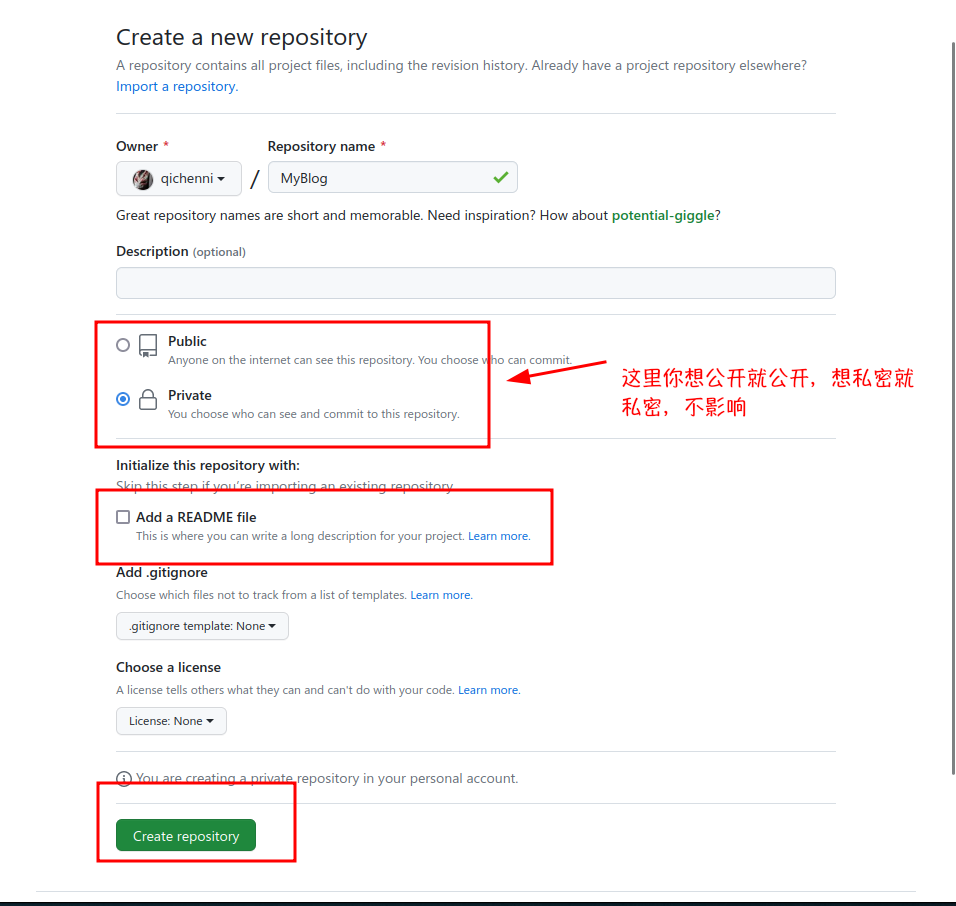 Create a new repository
A repository contains all project files, including the revision history. Already have a project repository elsewhere?
Import a repository.
Owner * Repository name *
qichenni / MyBlog
Great repository names are short and memorable. Need inspiration? How about potential-giggle?
Description (optional)
Public
Anyone on the internet can see this repository. You choose who can commit.
Private
You choose who can see and commit to this repository.
这里你想公开就公开，想私密就
私密，不影响
Initialize this repository with:
Skip this step if you're importing an existing repository.
Add a README file
This is where you can write a long description for your project. Learn more.
Add .gitignore
Choose which files not to track from a list of templates. Learn more.
.gitignore template: None
Choose a license
A license tells others what they can and can't do with your code. Learn more.
License: None
You are creating a private repository in your personal account.
Create repository